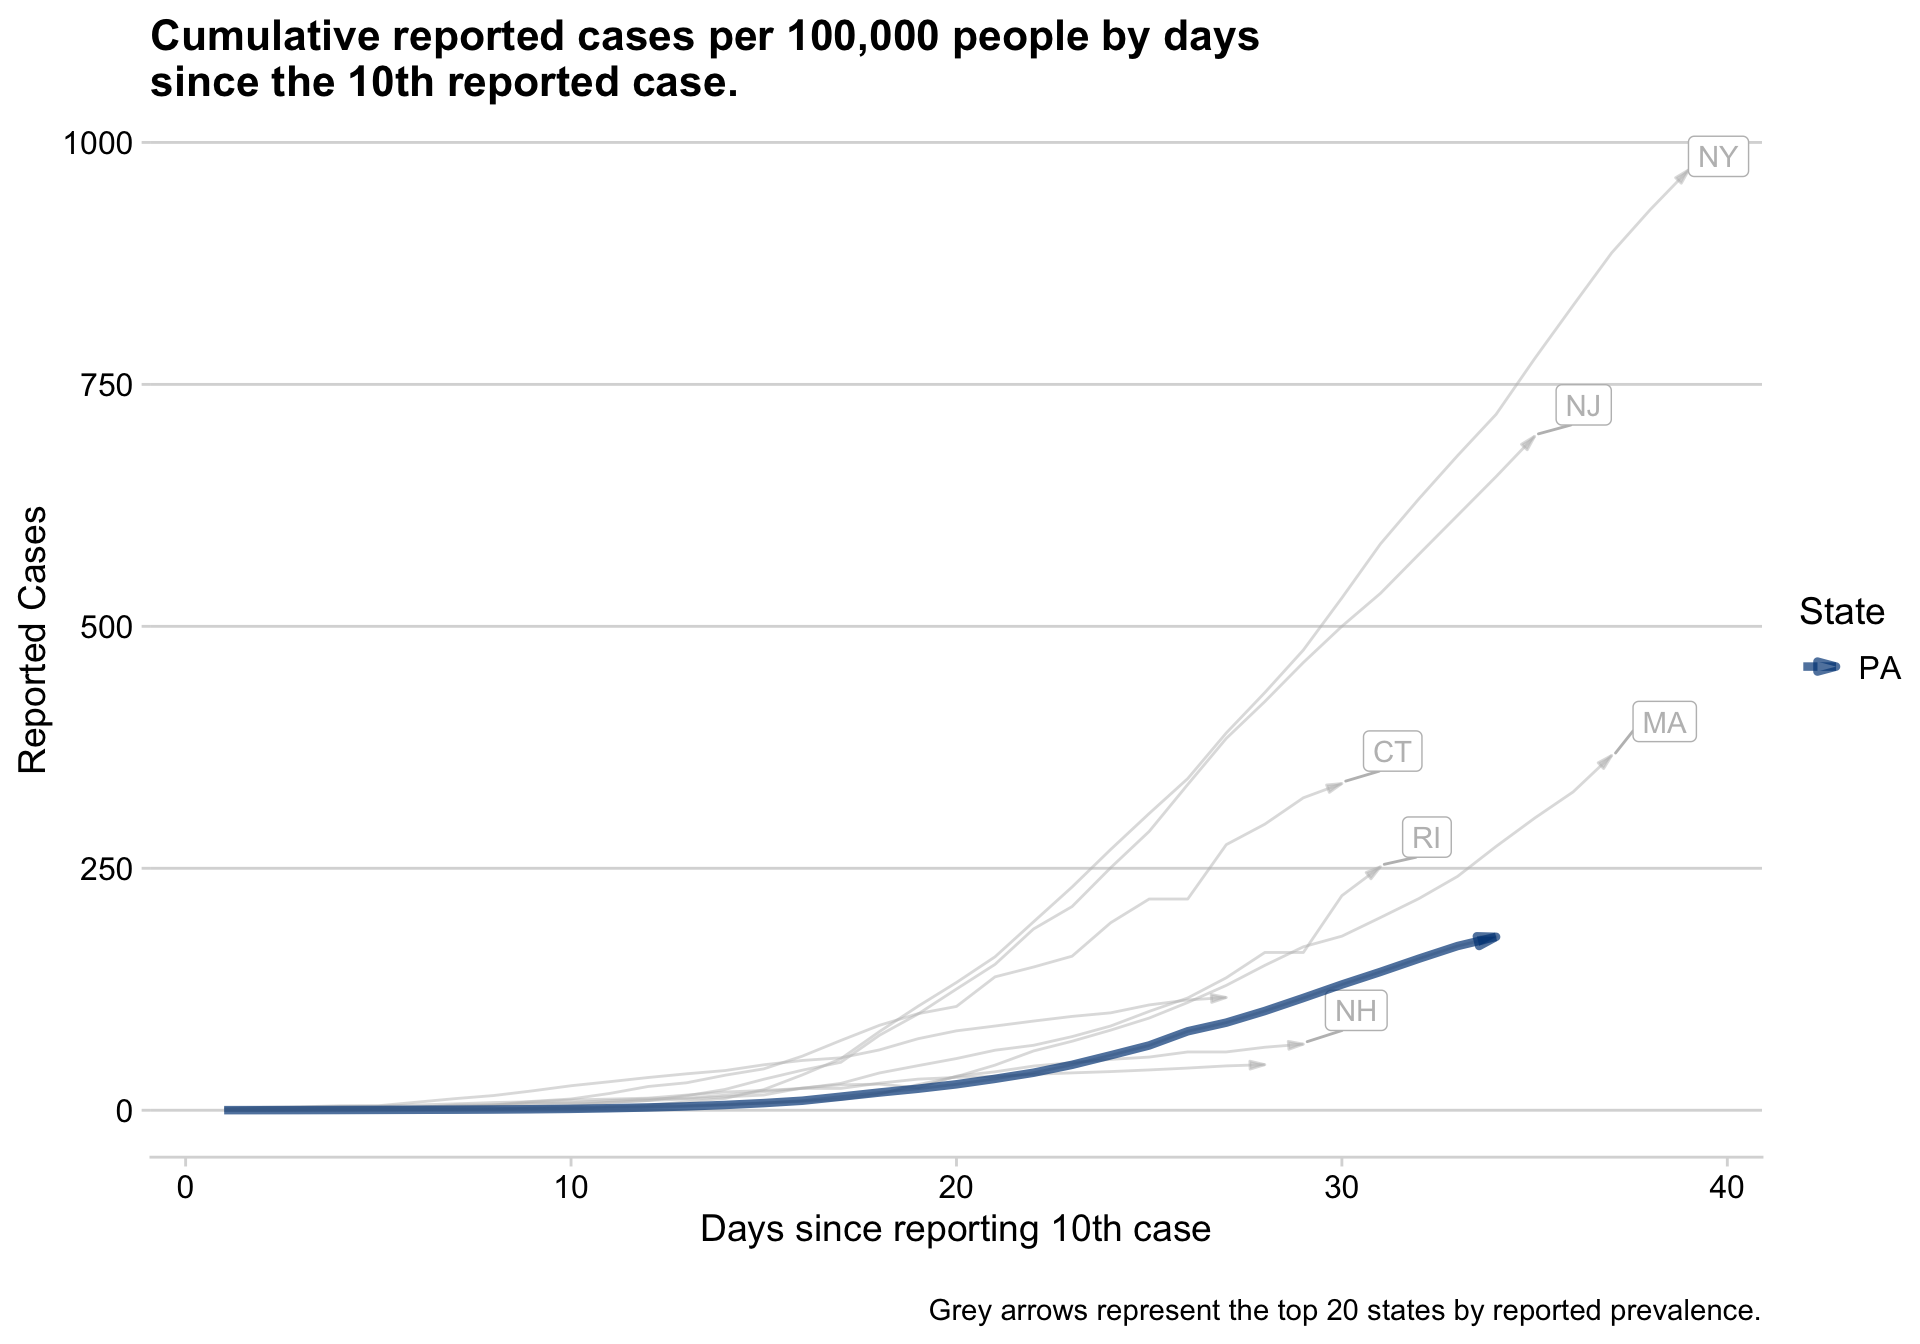 Cumulative reported cases per 100,000 people by days
since the 10th reported case.
1000
750
500
250
0
Reported Cases
NY
NJ
MA
CT
RI
NH
State
PA
0
10
20
30
40
Days since reporting 10th case
Grey arrows represent the top 20 states by reported prevalence.